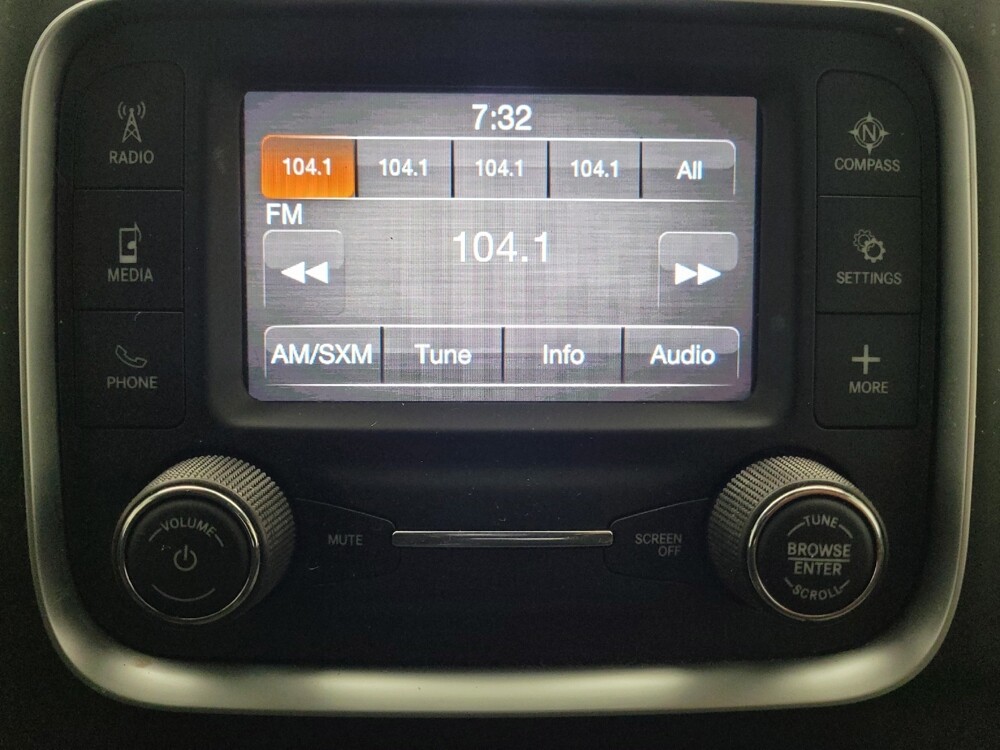 7:32
104.1 104.1 104.1 104.1 All
FM
104.1
AM/SXM Tune Info Audio
RADIO
MEDIA
PHONE
N
COMPASS
SETTINGS
MORE
VOLUME
MUTE
SCREEN
OFF
TUNE
BROWSE
ENTER
SCROLL